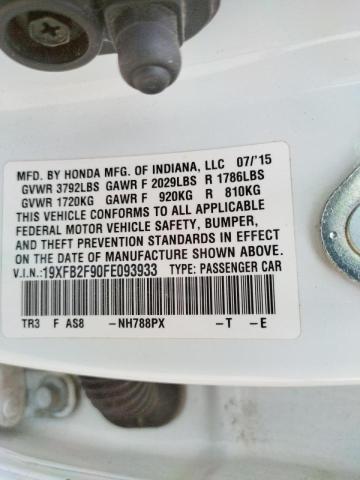 MFD. BY HONDA MFG. OF INDIANA, LLC 07/'15
GVWR 3792LBS GAWR F 2029LBS R 1786LBS
GVWR 1720KG GAWR F 920KG R 810KG
THIS VEHICLE CONFORMS TO ALL APPLICABLE
FEDERAL MOTOR VEHICLE SAFETY, BUMPER,
AND THEFT PREVENTION STANDARDS IN EFFECT
ON THE DATE OF MANUFACTURE SHOWN ABOVE.
V.I.N.:19XFB2F90FE093933 TYPE: PASSENGER CAR
TR3 F AS8 -NH788PX -T -E